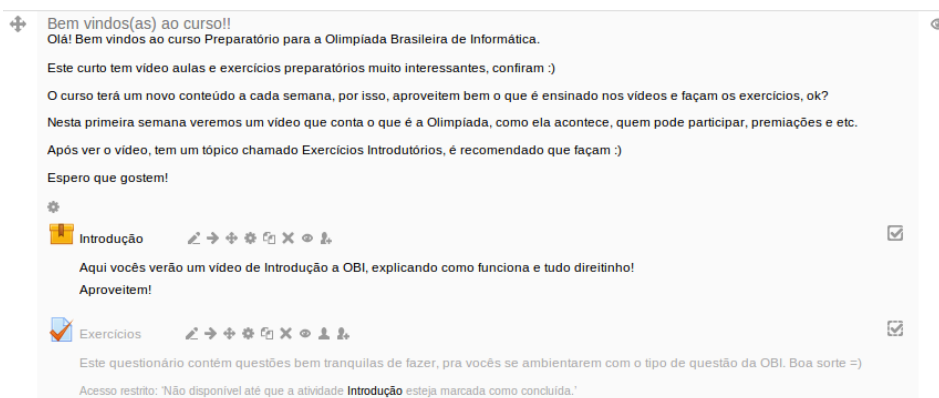 Bem vindos(as) ao curso!!
Olá! Bem vindos ao curso Preparatório para a Olimpíada Brasileira de Informática.
Este curto tem vídeo aulas e exercícios preparatórios muito interessantes, confiram :)
O curso terá um novo conteúdo a cada semana, por isso, aproveitem bem o que é ensinado nos vídeos e façam os exercícios, ok?
Nesta primeira semana veremos um vídeo que conta o que é a Olimpíada, como ela acontece, quem pode participar, premiações e etc.
Após ver o vídeo, tem um tópico chamado Exercícios Introdutórios, é recomendado que façam :)
Espero que gostem!
Introdução
Aqui vocês verão um vídeo de Introdução a OBI, explicando como funciona e tudo direitinho!
Aproveitem!
Exercícios
Este questionário contém questões bem tranquilas de fazer, pra vocês se ambientarem com o tipo de questão da OBI. Boa sorte =)
Acesso restrito: 'Não disponível até que a atividade Introdução esteja marcada como concluída.'